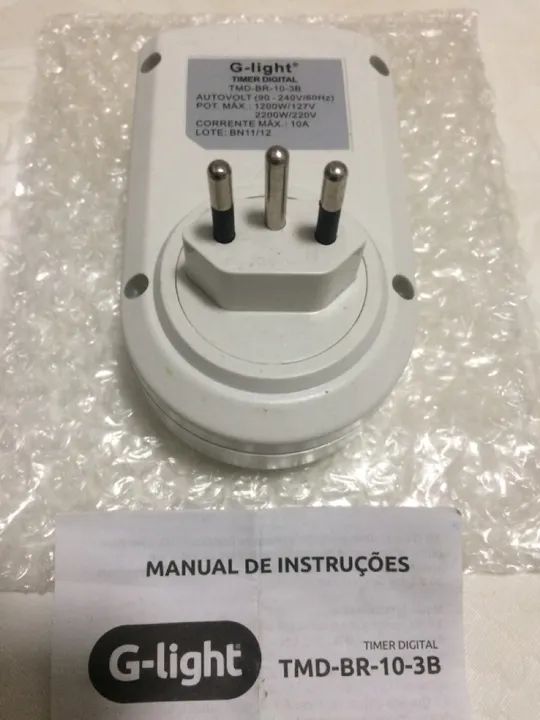 G-light®
TIMER DIGITAL
TMD-BR-10-3B
AUTOVOLT (90 - 240V/60Hz)
POT. MÁX.: 1200W/127V
2200W/220V
CORRENTE MÁX.: 10A
LOTE: BN11/12
MANUAL DE INSTRUÇÕES
G-light
TIMER DIGITAL
TMD-BR-10-3B